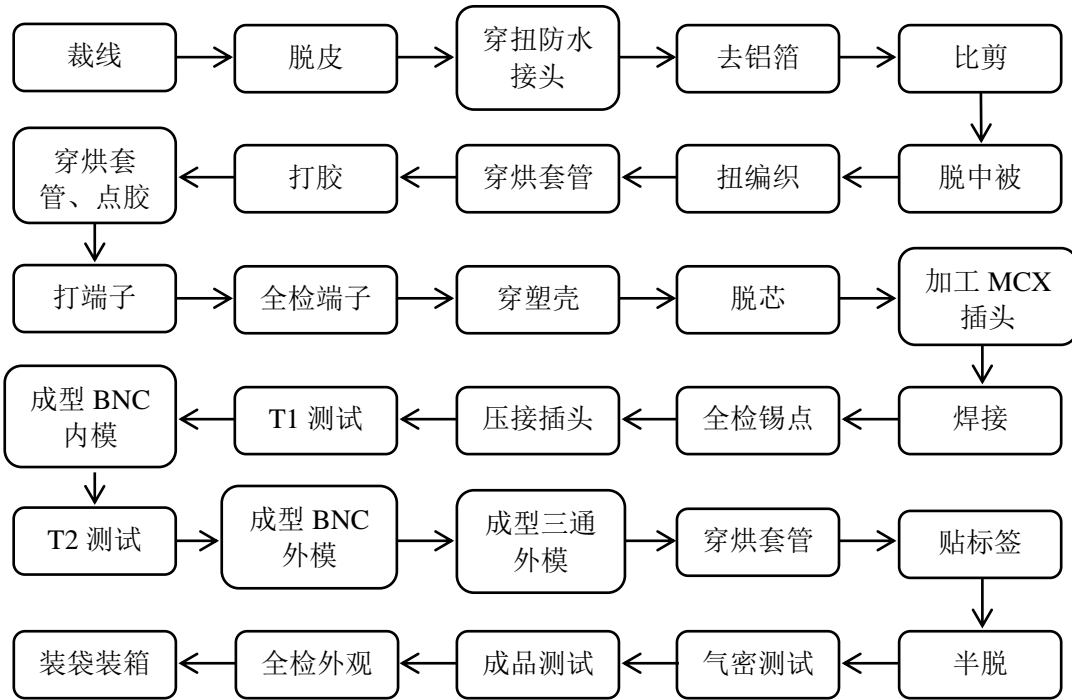 裁线
脱皮
穿扭防水
接头
去铝箔
比剪
穿烘套
管、点胶
打胶
穿烘套管
扭编织
脱中被
打端子
全检端子
穿塑壳
脱芯
加工 MCX
插头
成型 BNC
内模
T1 测试
压接插头
全检锡点
焊接
T2 测试
成型 BNC
外模
成型三通
外模
穿烘套管
贴标签
装袋装箱
全检外观
成品测试
气密测试
半脱